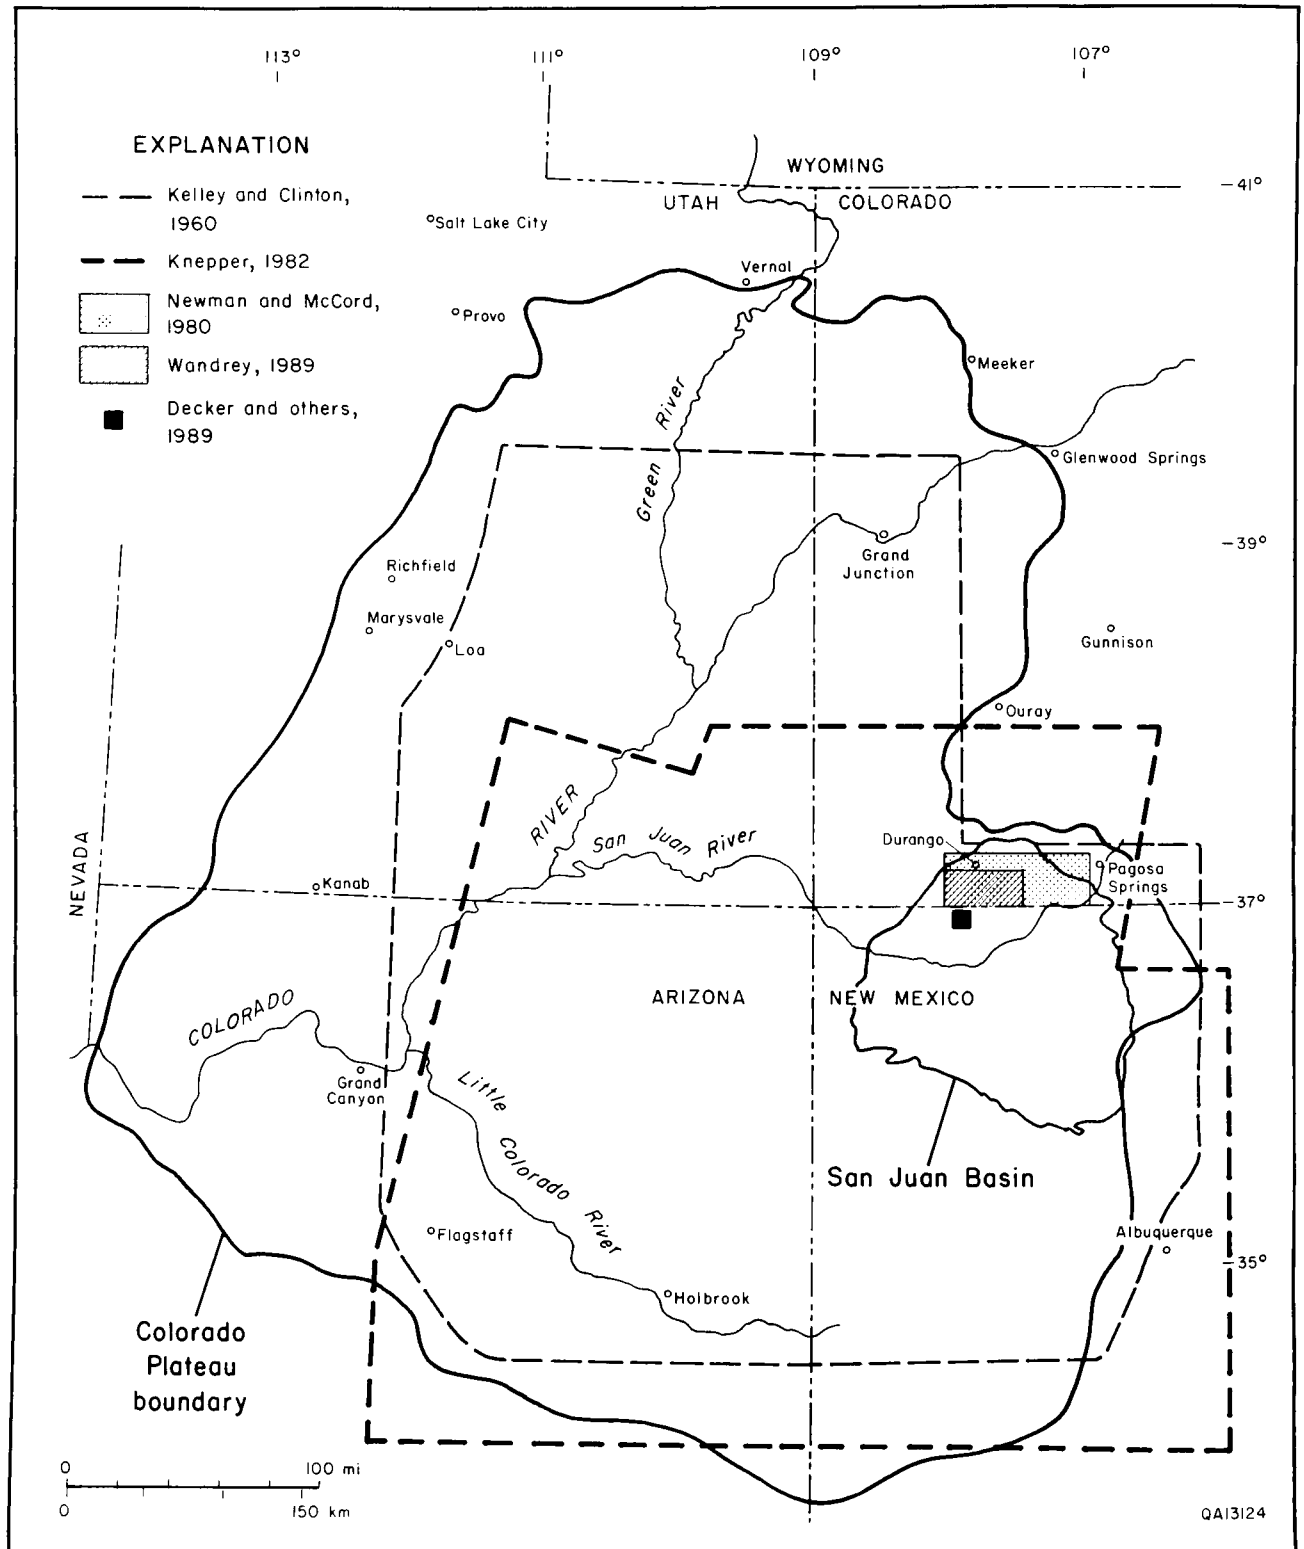 113°
111°
109°
107°
EXPLANATION
Kelley and Clinton,
1960
Knepper, 1982
Newman and McCord,
1980
Wandrey, 1989
Decker and others,
1989
WYOMING
UTAH
COLORADO
41°
Salt Lake City
Vernal
Provo
Meeker
Green River
Glenwood Springs
39°
Grand
Junction
Richfield
Marysvale
Loa
Gunnison
Ouray
RIVER
San Juan River
Durango
Pagosa
Springs
NEVADA
Kanab
37°
ARIZONA
NEW MEXICO
COLORADO
Grand
Canyon
Little Colorado River
San Juan Basin
Flagstaff
Albuquerque
35°
Holbrook
Colorado
Plateau
boundary
0
100 mi
0
150 km
QA13124